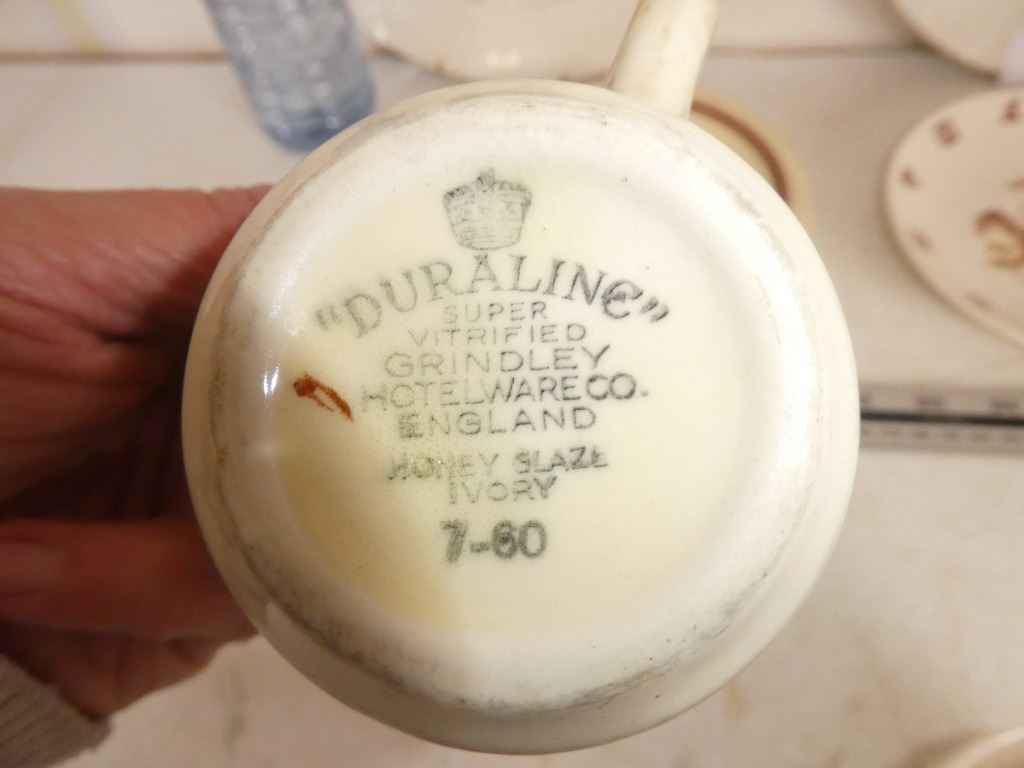 "DURALINE"
SUPER
VITRIFIED
GRINDLEY
HOTELWARE CO.
ENGLAND
HONEY GLAZE
IVORY
7-60